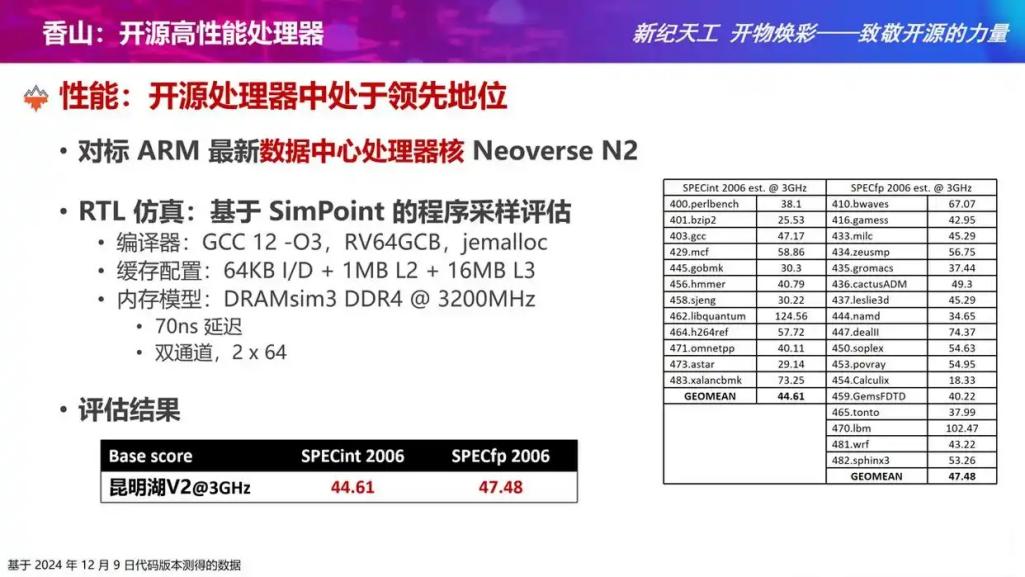 香山：开源高性能处理器
新纪天工 开物焕彩——致敬开源的力量
性能：开源处理器中处于领先地位
• 对标 ARM 最新数据中心处理器核 Neoverse N2
• RTL 仿真：基于 SimPoint 的程序采样评估
• 编译器：GCC 12 -O3，RV64GCB，jemalloc
• 缓存配置：64KB I/D + 1MB L2 + 16MB L3
• 内存模型：DRAMsim3 DDR4 @ 3200MHz
• 70ns 延迟
• 双通道，2 x 64
• 评估结果
Base score SPECint 2006 SPECfp 2006
昆明湖V2@3GHz 44.61 47.48
SPECint 2006 est. @ 3GHz SPECfp 2006 est. @ 3GHz
400.perlbench 38.1 410.bwaves 67.07
401.bzip2 25.53 416.gamess 42.95
403.gcc 47.17 433.milc 45.29
429.mcf 58.86 434.zeusmp 56.75
445.gobmk 30.3 435.gromacs 37.44
456.hmmer 40.79 436.cactusADM 49.3
458.sjeng 30.22 437.leslie3d 45.29
462.libquantum 124.56 444.namd 34.65
464.h264ref 57.72 447.dealII 74.37
471.omnetpp 40.11 450.soplex 54.63
473.astar 29.14 453.povray 54.95
483.xalancbmk 73.25 454.Calculix 18.33
GEOMEAN 44.61 459.GemsFDTD 40.22
465.tonto 37.99
470.lbm 102.47
481.wrf 43.22
482.sphinx3 53.26
GEOMEAN 47.48
基于 2024 年 12 月 9 日代码版本测得的数据